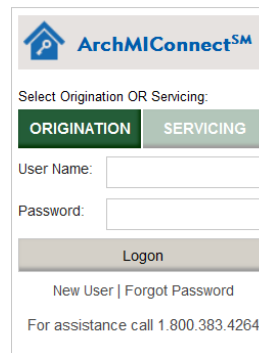 ArchMIConnect℠
Select Origination OR Servicing:
ORIGINATION SERVICING
User Name:
Password:
Logon
New User | Forgot Password
For assistance call 1.800.383.4264